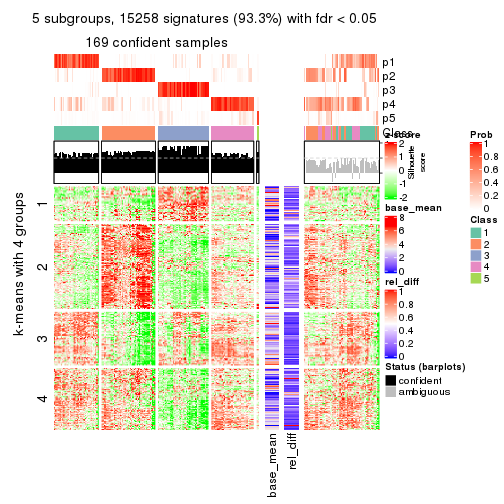 5 subgroups, 15258 signatures (93.3%) with fdr < 0.05
169 confident samples
p1
p2
p3
p4
p5
Class
z-score
2
1
0
-1
-2
Silhouette
score
Prob
1
0.8
0.6
0.4
0.2
0
Class
1
2
3
4
5
base_mean
8
6
4
2
0
rel_diff
1
0.8
0.6
0.4
0.2
0
Status (barplots)
confident
ambiguous
k-means with 4 groups
1
2
3
4
base_mean
rel_diff